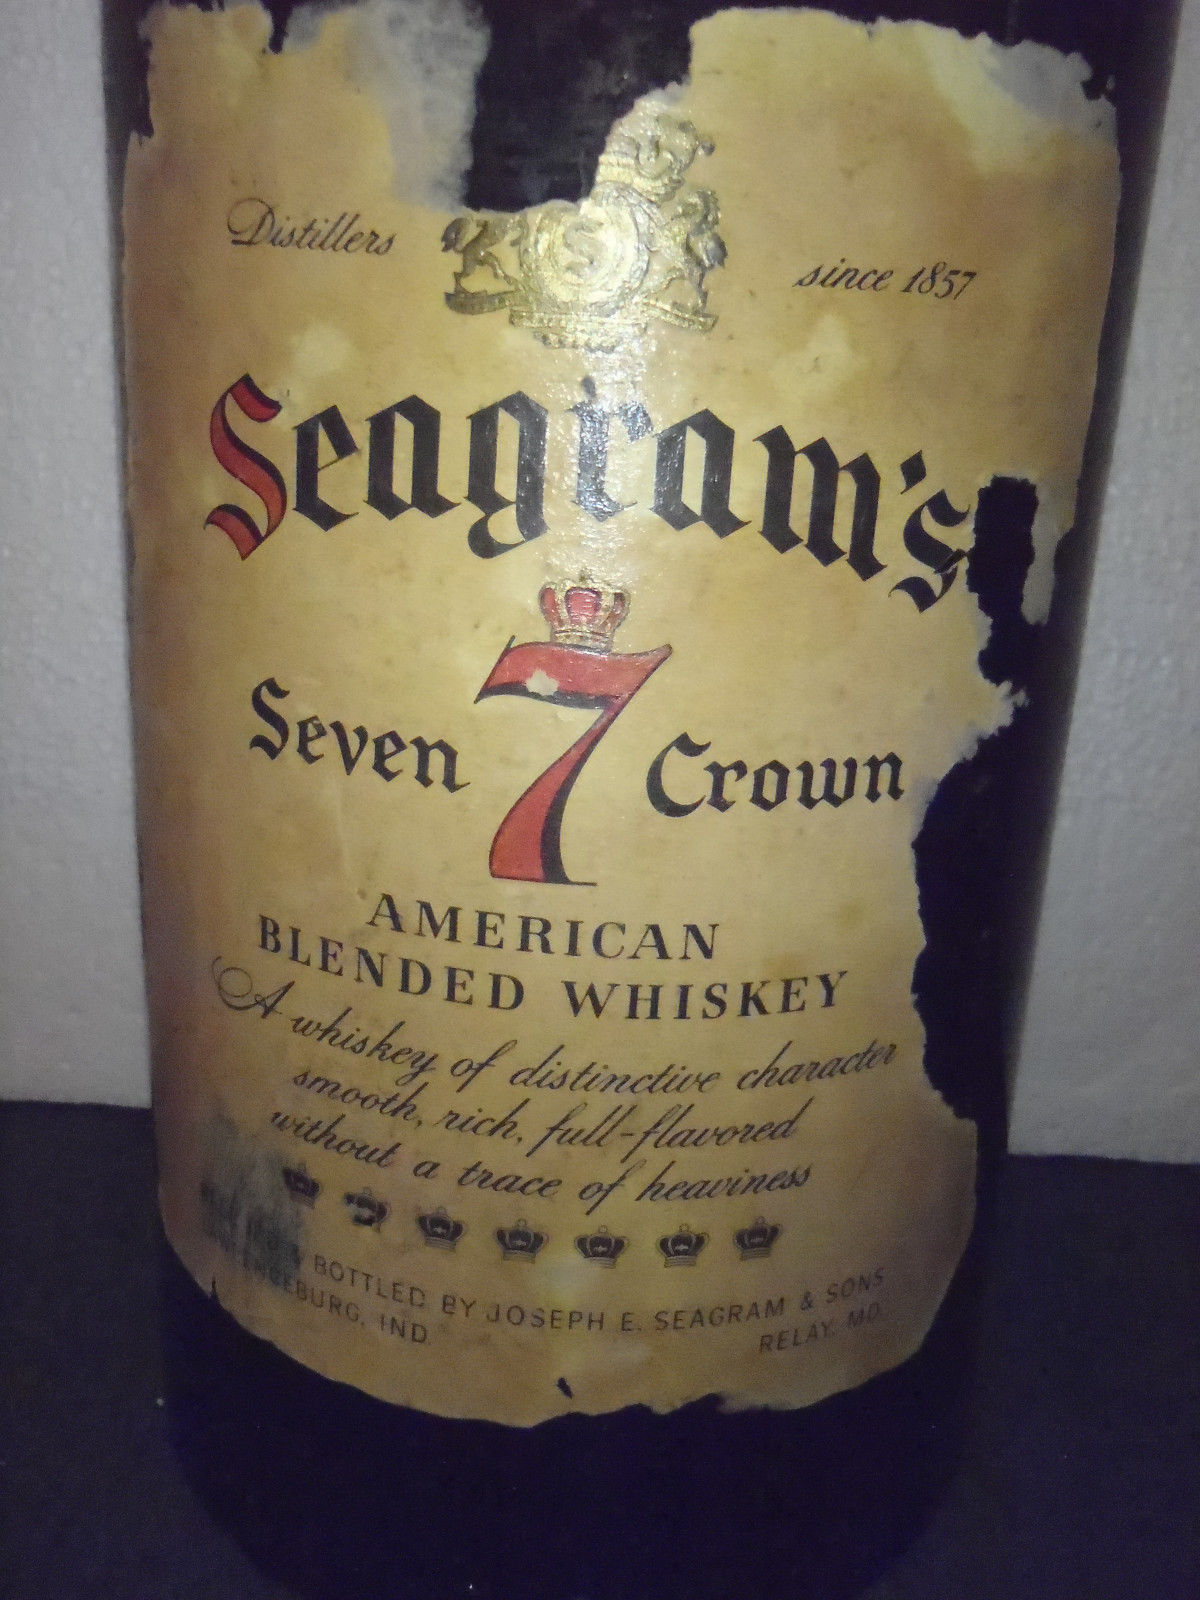 Distillers since 1857
S
Seagram's
Seven 7 Crown
AMERICAN
BLENDED WHISKEY
A whiskey of distinctive character
smooth, rich, full-flavored
without a trace of heaviness
BOTTLED BY JOSEPH E. SEAGRAM & SONS
IND. RELAY, MD.